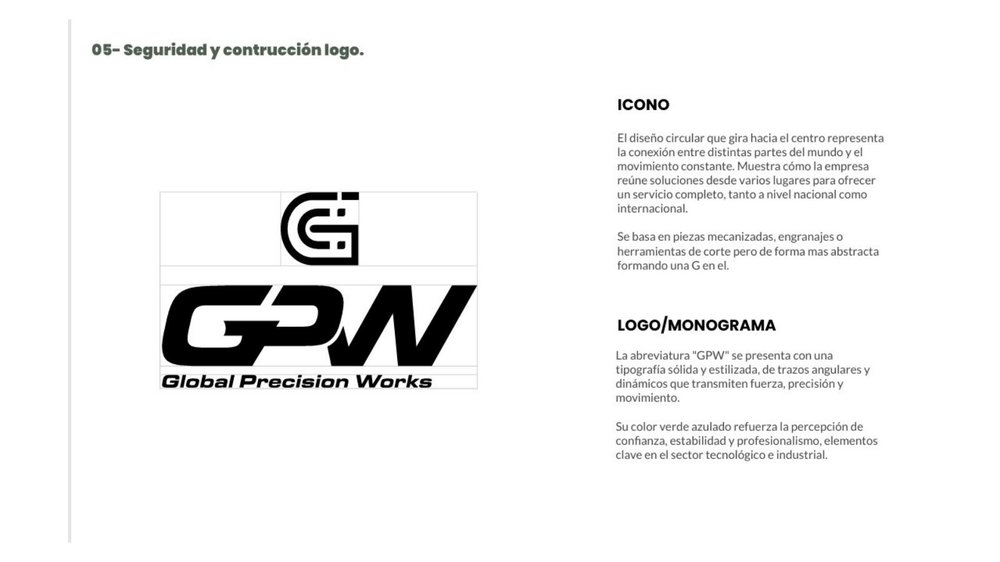 05- Seguridad y contrucción logo.
ICONO
El diseño circular que gira hacia el centro representa
la conexión entre distintas partes del mundo y el
movimiento constante. Muestra cómo la empresa
reúne soluciones desde varios lugares para ofrecer
un servicio completo, tanto a nivel nacional como
internacional.
Se basa en piezas mecanizadas, engranajes o
herramientas de corte pero de forma mas abstracta
formando una G en el.
GPW
Global Precision Works
LOGO/MONOGRAMA
La abreviatura "GPW" se presenta con una
tipografía sólida y estilizada, de trazos angulares y
dinámicos que transmiten fuerza, precisión y
movimiento.
Su color verde azulado refuerza la percepción de
confianza, estabilidad y profesionalismo, elementos
clave en el sector tecnológico e industrial.